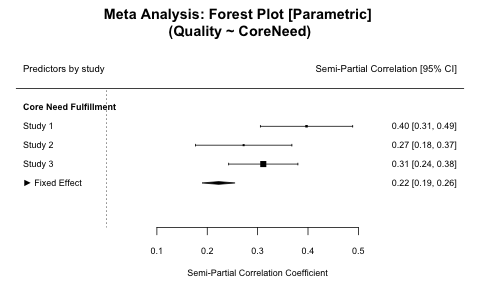 Meta Analysis: Forest Plot [Parametric]
(Quality ~ CoreNeed)
Predictors by study Semi-Partial Correlation [95% CI]
Core Need Fulfillment
Study 1 0.40 [0.31, 0.49]
Study 2 0.27 [0.18, 0.37]
Study 3 0.31 [0.24, 0.38]
► Fixed Effect 0.22 [0.19, 0.26]
0.1 0.2 0.3 0.4 0.5
Semi-Partial Correlation Coefficient